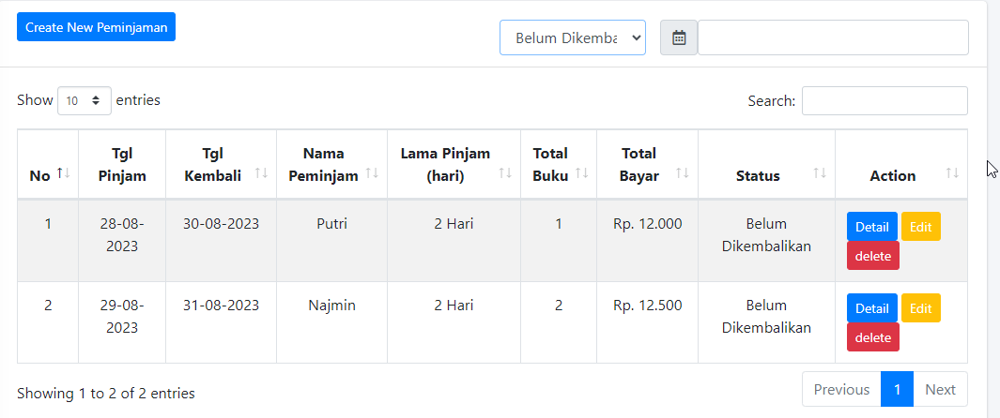 Create New Peminjaman
Belum Dikemba
Show 10 entries
Search:
No Tgl Pinjam Tgl Kembali Nama Peminjam Lama Pinjam (hari) Total Buku Total Bayar Status Action
1 28-08-2023 30-08-2023 Putri 2 Hari 1 Rp. 12.000 Belum Dikembalikan Detail Edit delete
2 29-08-2023 31-08-2023 Najmin 2 Hari 2 Rp. 12.500 Belum Dikembalikan Detail Edit delete
Showing 1 to 2 of 2 entries
Previous 1 Next